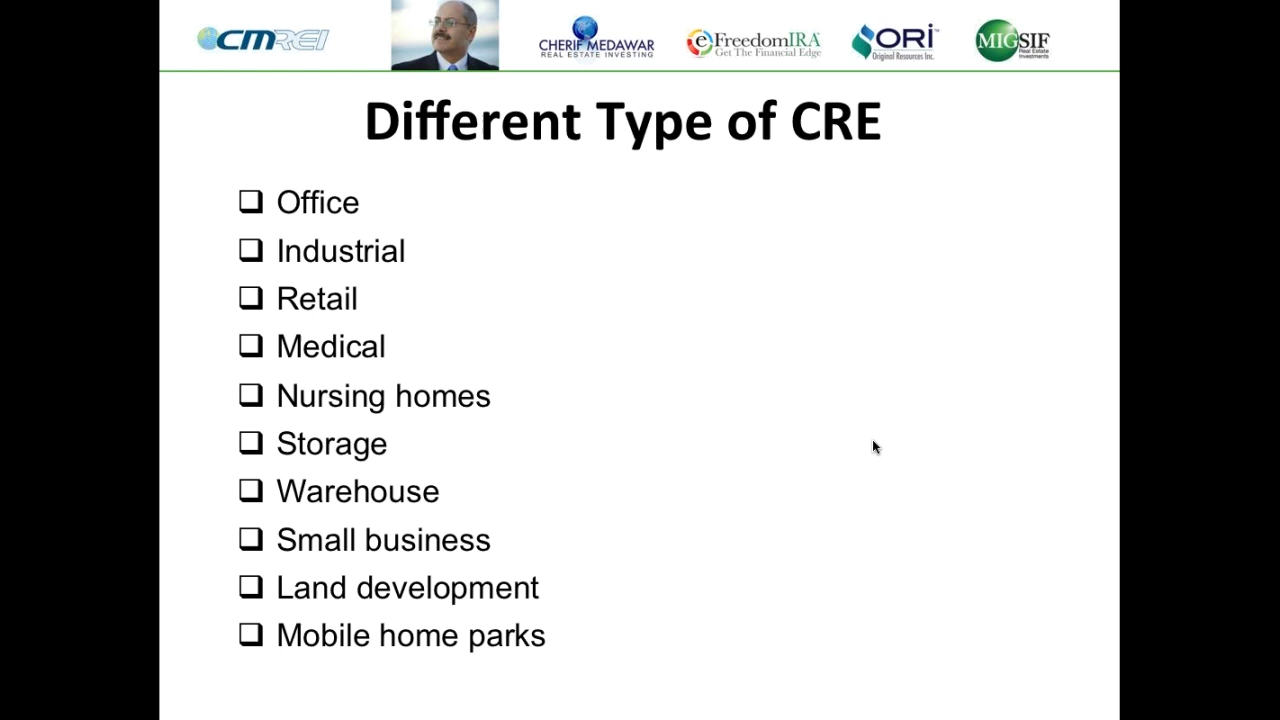 CMREI
CHERIF MEDAWAR
REAL ESTATE INVESTING
eFreedomIRA
Get The Financial Edge
ORi™
Original Resources Inc.
MIGSIF
Real Estate
Investments
Different Type of CRE
Office
Industrial
Retail
Medical
Nursing homes
Storage
Warehouse
Small business
Land development
Mobile home parks